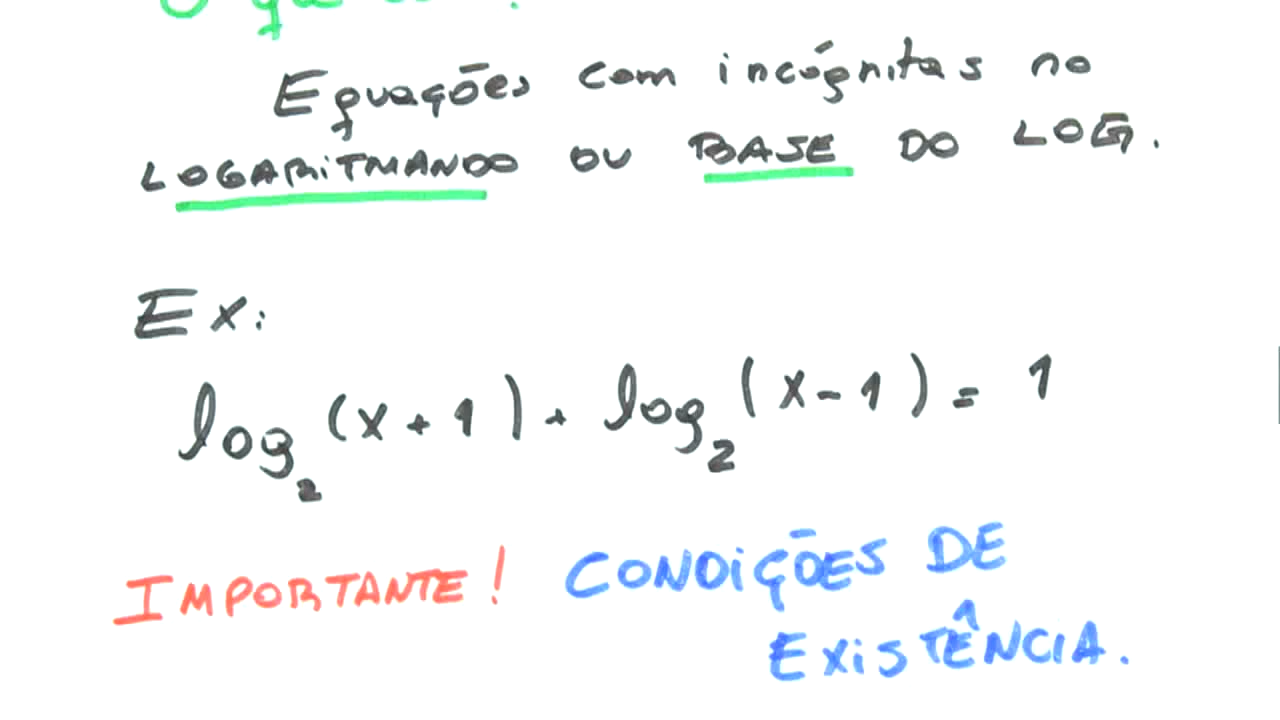 Equações com incógnitas no
LOGARITMANDO OU BASE DO LOG.
Ex:
log₂ (x + 1) + log₂ (x - 1) = 1
IMPORTANTE! CONDIÇÕES DE
EXISTÊNCIA.